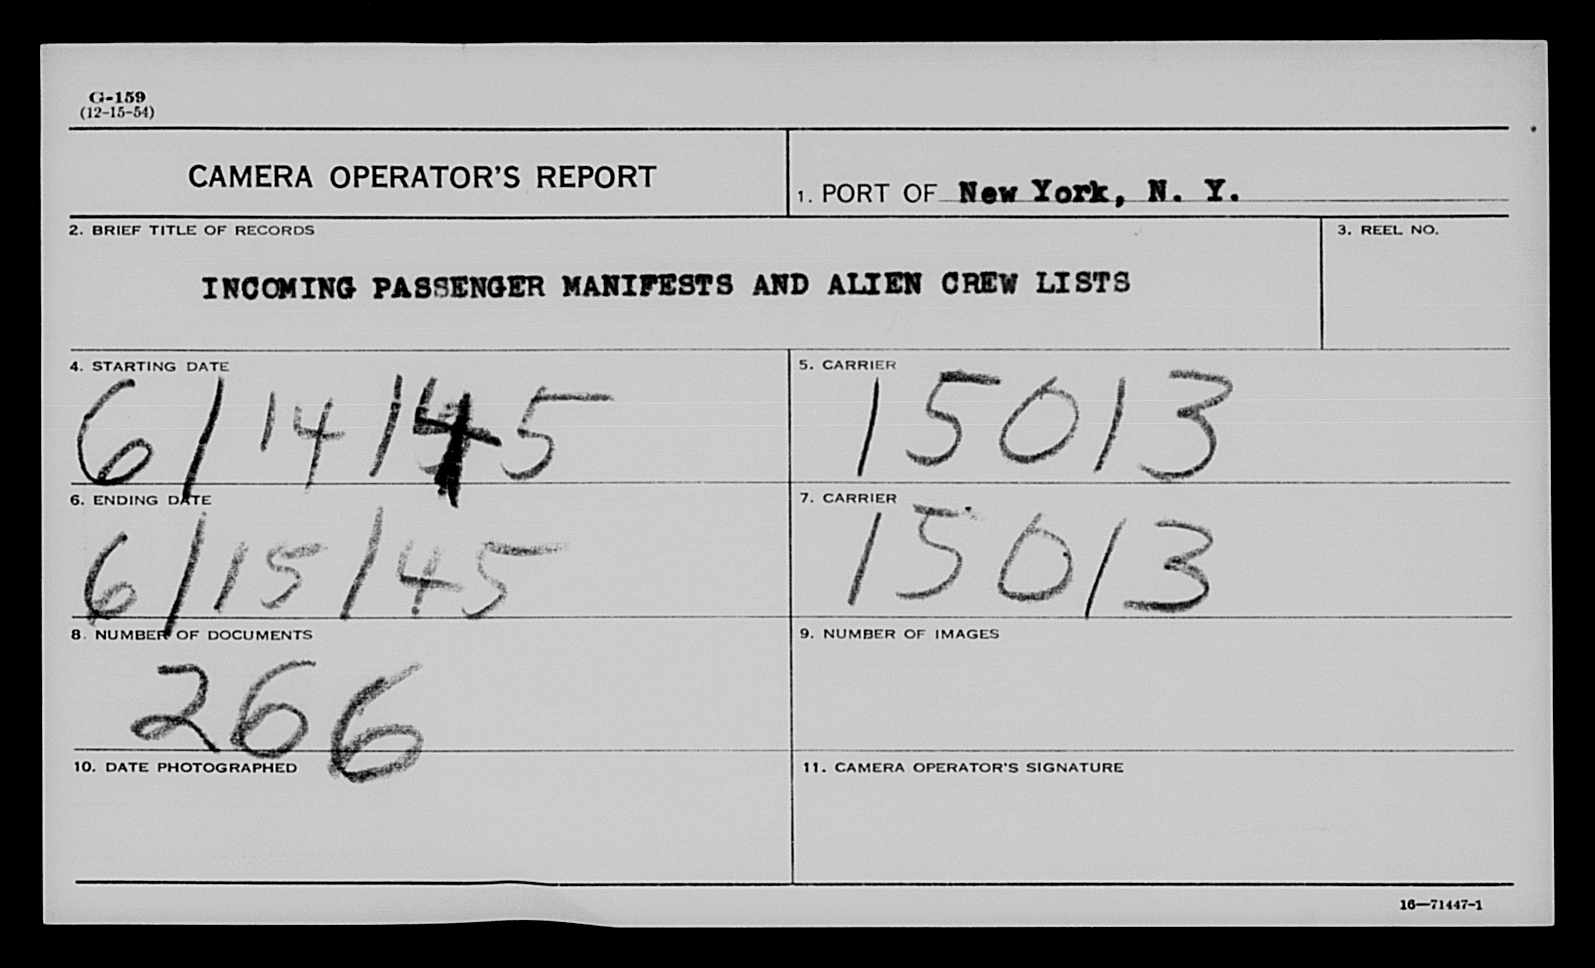 G-159
(12-15-54)
CAMERA OPERATOR'S REPORT
1. PORT OF New York, N. Y.
2. BRIEF TITLE OF RECORDS
INCOMING PASSENGER MANIFESTS AND ALIEN CREW LISTS
3. REEL NO.
4. STARTING DATE
6/14/45
5. CARRIER
15013
6. ENDING DATE
6/15/45
7. CARRIER
15013
8. NUMBER OF DOCUMENTS
266
9. NUMBER OF IMAGES
10. DATE PHOTOGRAPHED
11. CAMERA OPERATOR'S SIGNATURE
16—71447-1